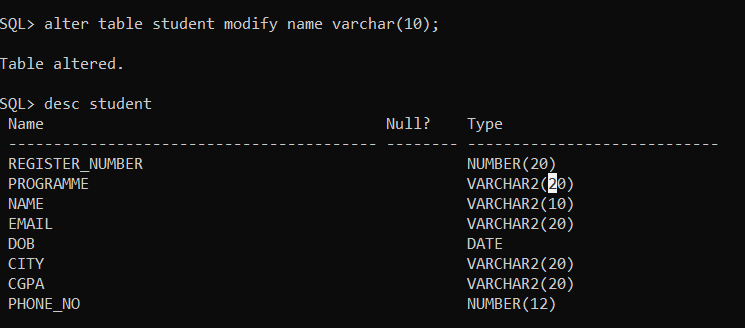 SQL> alter table student modify name varchar(10);
Table altered.
SQL> desc student
Name Null? Type
----------------------------------------- -------- ----------------------------
REGISTER_NUMBER NUMBER(20)
PROGRAMME VARCHAR2(20)
NAME VARCHAR2(10)
EMAIL VARCHAR2(20)
DOB DATE
CITY VARCHAR2(20)
CGPA VARCHAR2(20)
PHONE_NO NUMBER(12)